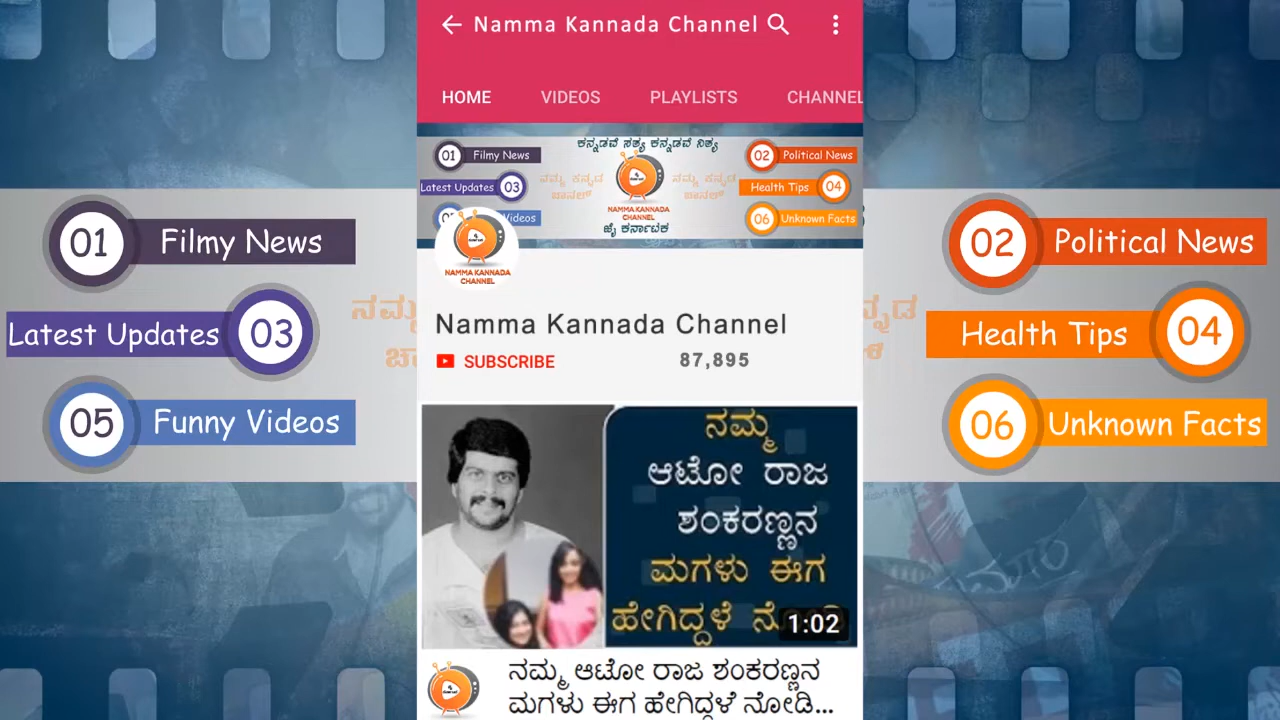 Namma Kannada Channel
HOME VIDEOS PLAYLISTS CHANNEL
ಕನ್ನಡವೆ ಸತ್ಯ ಕನ್ನಡವೆ ನಿತ್ಯ
01 Filmy News
02 Political News
Latest Updates 03
Health Tips 04
ನಮ್ಮ ಕನ್ನಡ
ಚಾನಲ್
ನಮ್ಮ ಕನ್ನಡ
ಚಾನಲ್
Videos
06 Unknown Facts
NAMMA KANNADA
CHANNEL
ಜೈ ಕರ್ನಾಟಕ
NAMMA KANNADA
CHANNEL
01 Filmy News
Latest Updates 03
05 Funny Videos
02 Political News
Health Tips 04
06 Unknown Facts
Namma Kannada Channel
SUBSCRIBE 87,895
ನಮ್ಮ
ಆಟೋ ರಾಜ
ಶಂಕರಣ್ಣನ
ಮಗಳು ಈಗ
ಹೇಗಿದ್ದಳೆ
1:02
ನಮ್ಮ ಆಟೋ ರಾಜ ಶಂಕರಣ್ಣನ
ಮಗಳು ಈಗ ಹೇಗಿದ್ದಳೆ ನೋಡಿ...